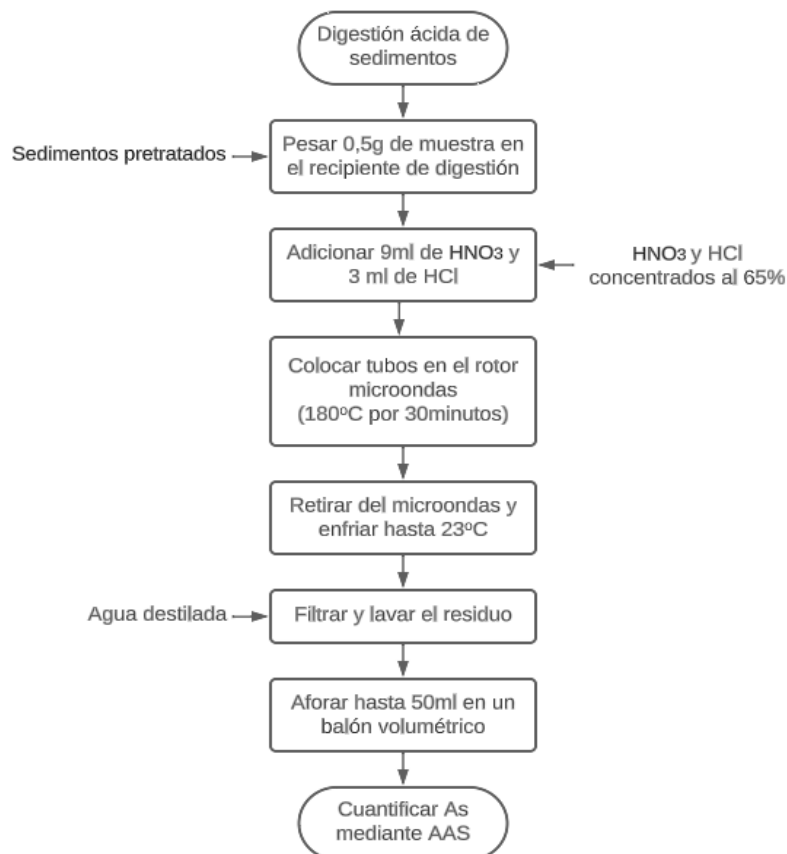 Digestión ácida de
sedimentos
Sedimentos pretratados
Pesar 0,5g de muestra en
el recipiente de digestión
Adicionar 9ml de HNO3 y
3 ml de HCl
HNO3 y HCl
concentrados al 65%
Colocar tubos en el rotor
microondas
(180ºC por 30minutos)
Retirar del microondas y
enfriar hasta 23ºC
Agua destilada
Filtrar y lavar el residuo
Aforar hasta 50ml en un
balón volumétrico
Cuantificar As
mediante AAS